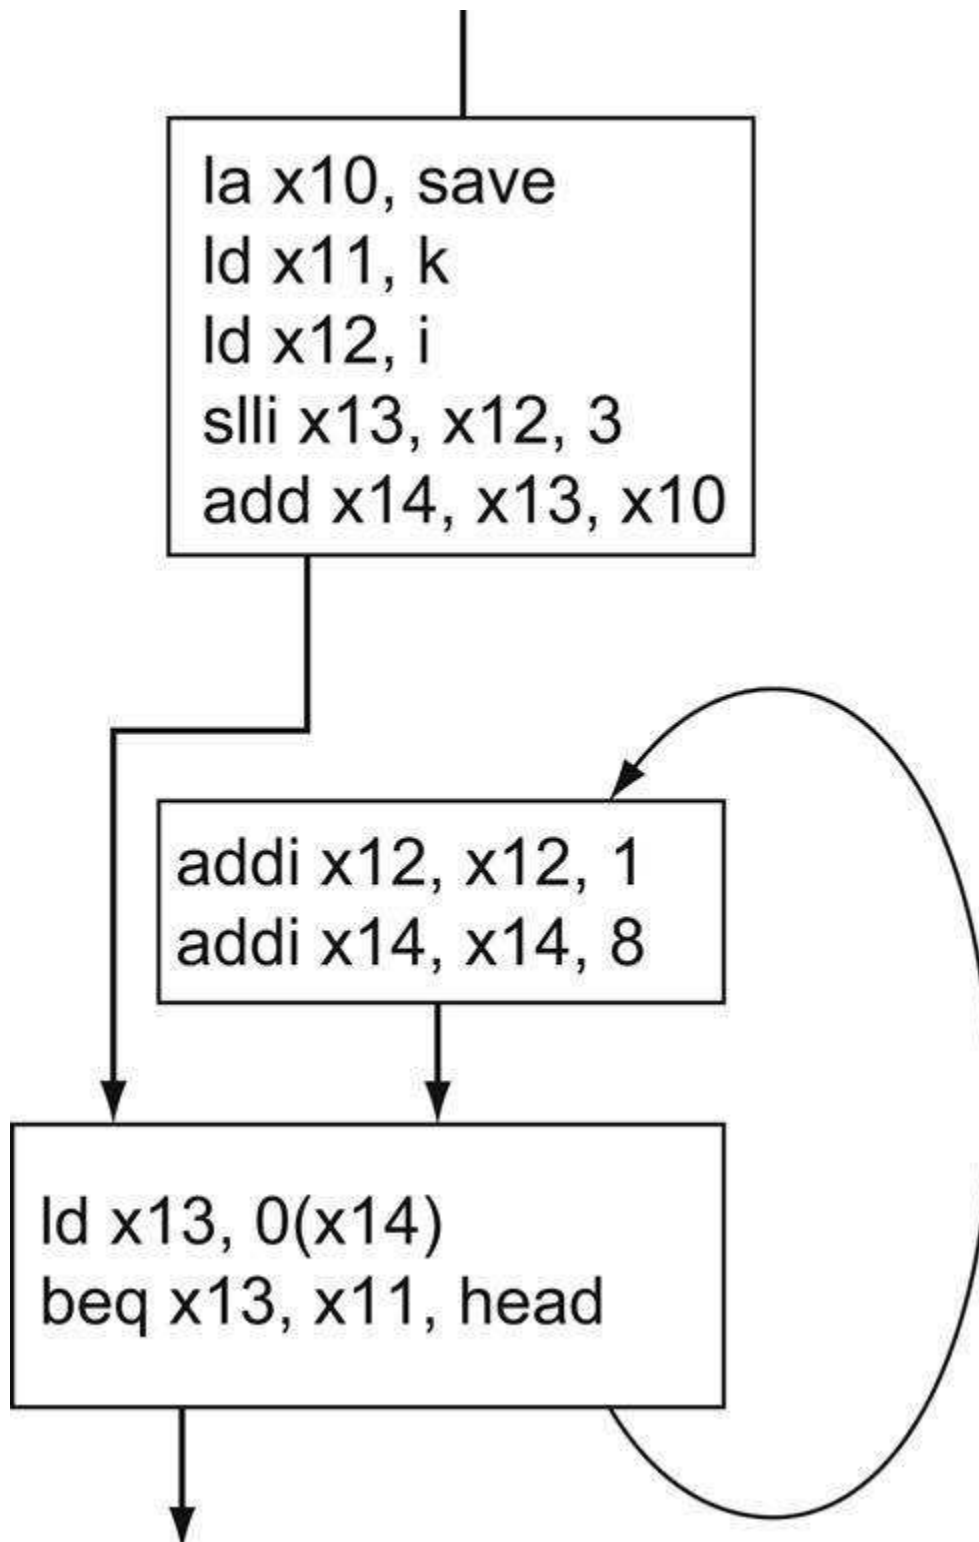 la x10, save
ld x11, k
ld x12, i
slli x13, x12, 3
add x14, x13, x10
addi x12, x12, 1
addi x14, x14, 8
ld x13, 0(x14)
beq x13, x11, head